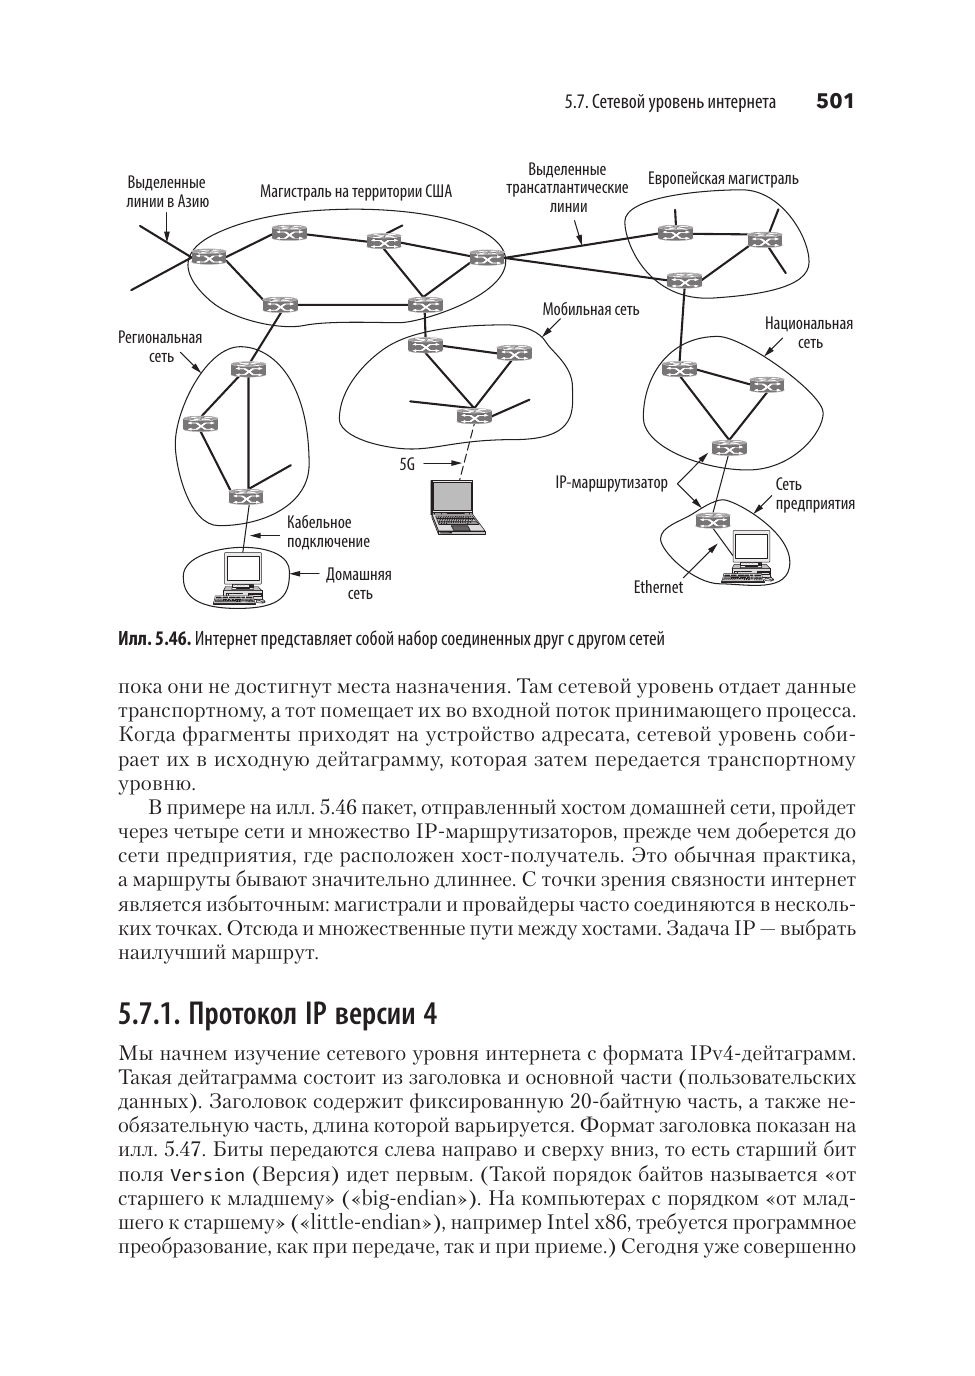 5.7. Сетевой уровень интернета 501
Выделенные
линии в Азию
Магистраль на территории США
Выделенные
трансатлантические
линии
Европейская магистраль
Региональная
сеть
Мобильная сеть
Национальная
сеть
5G
IP-маршрутизатор
Сеть
предприятия
Кабельное
подключение
Домашняя
сеть
Ethernet
Илл. 5.46. Интернет представляет собой набор соединенных друг с другом сетей
пока они не достигнут места назначения. Там сетевой уровень отдает данные
транспортному, а тот помещает их во входной поток принимающего процесса.
Когда фрагменты приходят на устройство адресата, сетевой уровень соби-
рает их в исходную дейтаграмму, которая затем передается транспортному
уровню.
В примере на илл. 5.46 пакет, отправленный хостом домашней сети, пройдет
через четыре сети и множество IP-маршрутизаторов, прежде чем доберется до
сети предприятия, где расположен хост-получатель. Это обычная практика,
а маршруты бывают значительно длиннее. С точки зрения связности интернет
является избыточным: магистрали и провайдеры часто соединяются в несколь-
ких точках. Отсюда и множественные пути между хостами. Задача IP — выбрать
наилучший маршрут.
5.7.1. Протокол IP версии 4
Мы начнем изучение сетевого уровня интернета с формата IPv4-дейтаграмм.
Такая дейтаграмма состоит из заголовка и основной части (пользовательских
данных). Заголовок содержит фиксированную 20-байтную часть, а также не-
обязательную часть, длина которой варьируется. Формат заголовка показан на
илл. 5.47. Биты передаются слева направо и сверху вниз, то есть старший бит
поля Version (Версия) идет первым. (Такой порядок байтов называется «от
старшего к младшему» («big-endian»). На компьютерах с порядком «от млад-
шего к старшему» («little-endian»), например Intel x86, требуется программное
преобразование, как при передаче, так и при приеме.) Сегодня уже совершенно